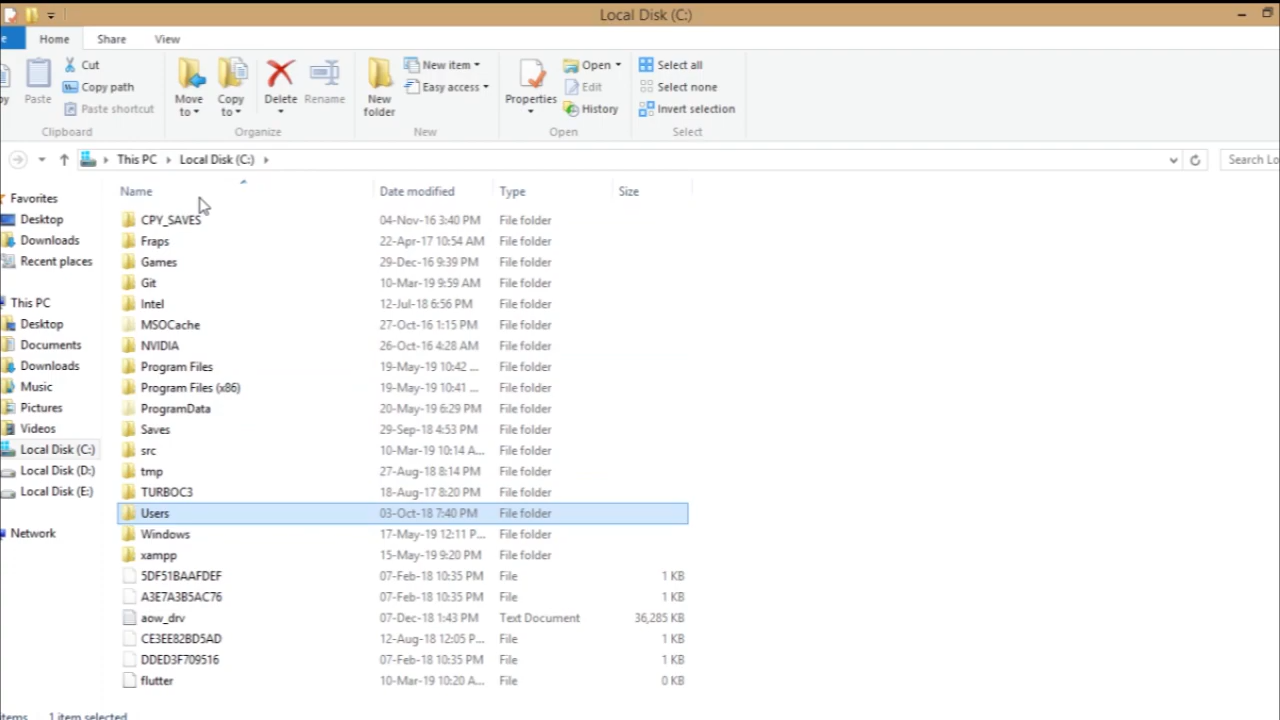 Local Disk (C:)
Home Share View
Cut
Copy path
Paste shortcut
Paste
Clipboard
Move to
Copy to
Delete
Rename
Organize
New folder
New item
Easy access
New
Properties
Open
Edit
History
Open
Select all
Select none
Invert selection
Select
This PC Local Disk (C:)
Search Lo
Favorites
Desktop
Downloads
Recent places
This PC
Desktop
Documents
Downloads
Music
Pictures
Videos
Local Disk (C:)
Local Disk (D:)
Local Disk (E:)
Network
Name Date modified Type Size
CPY_SAVES 04-Nov-16 3:40 PM File folder
Fraps 22-Apr-17 10:54 AM File folder
Games 29-Dec-16 9:39 PM File folder
Git 10-Mar-19 9:59 AM File folder
Intel 12-Jul-18 6:56 PM File folder
MSOCache 27-Oct-16 1:15 PM File folder
NVIDIA 26-Oct-16 4:28 AM File folder
Program Files 19-May-19 10:42 ... File folder
Program Files (x86) 19-May-19 10:41 ... File folder
ProgramData 20-May-19 6:29 PM File folder
Saves 29-Sep-18 4:53 PM File folder
src 10-Mar-19 10:14 A... File folder
tmp 27-Aug-18 8:14 PM File folder
TURBOC3 18-Aug-17 8:20 PM File folder
Users 03-Oct-18 7:40 PM File folder
Windows 17-May-19 12:11 P... File folder
xampp 15-May-19 9:20 PM File folder
5DF51BAAFDEF 07-Feb-18 10:35 PM File 1 KB
A3E7A3B5AC76 07-Feb-18 10:35 PM File 1 KB
aow_drv 07-Dec-18 1:43 PM Text Document 36,285 KB
CE3EE82BD5AD 12-Aug-18 12:05 P... File 1 KB
DDED3F709516 07-Feb-18 10:35 PM File 1 KB
flutter 10-Mar-19 10:20 A... File 0 KB
items 1 item selected